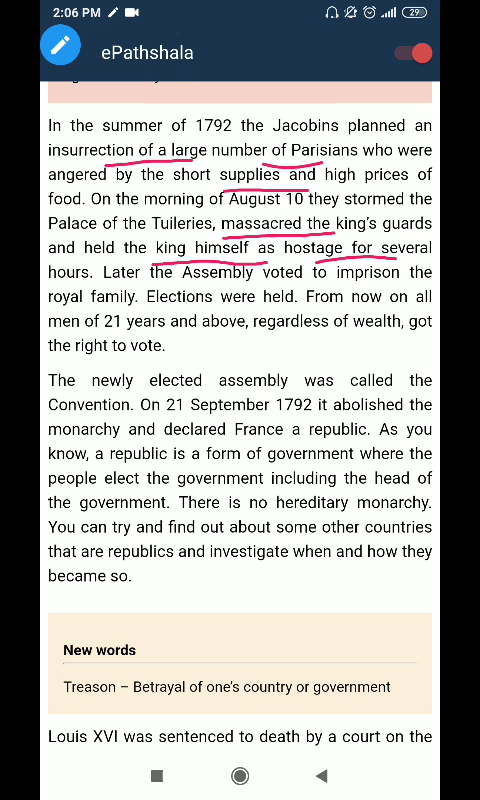 2:06 PM 29
ePathshala
In the summer of 1792 the Jacobins planned an
insurrection of a large number of Parisians who were
angered by the short supplies and high prices of
food. On the morning of August 10 they stormed the
Palace of the Tuileries, massacred the king's guards
and held the king himself as hostage for several
hours. Later the Assembly voted to imprison the
royal family. Elections were held. From now on all
men of 21 years and above, regardless of wealth, got
the right to vote.
The newly elected assembly was called the
Convention. On 21 September 1792 it abolished the
monarchy and declared France a republic. As you
know, a republic is a form of government where the
people elect the government including the head of
the government. There is no hereditary monarchy.
You can try and find out about some other countries
that are republics and investigate when and how they
became so.
New words
Treason – Betrayal of one's country or government
Louis XVI was sentenced to death by a court on the